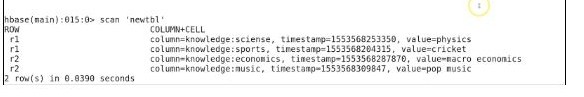 hbase(main):015:0> scan 'newtbl'
ROW COLUMN+CELL
r1 column=knowledge:sciense, timestamp=1553568253350, value=physics
r1 column=knowledge:sports, timestamp=1553568204315, value=cricket
r2 column=knowledge:economics, timestamp=1553568287870, value=macro economics
r2 column=knowledge:music, timestamp=1553568309847, value=pop music
2 row(s) in 0.0390 seconds